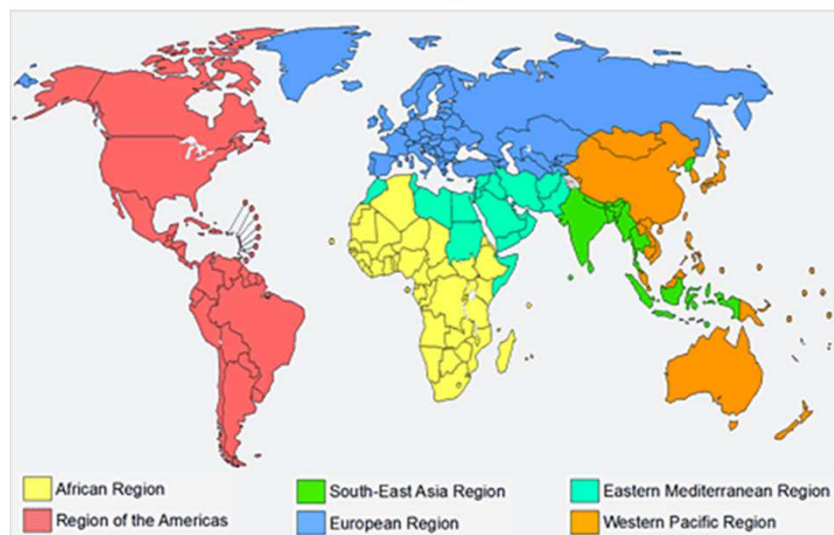 African Region
South-East Asia Region
Eastern Mediterranean Region
Region of the Americas
European Region
Western Pacific Region